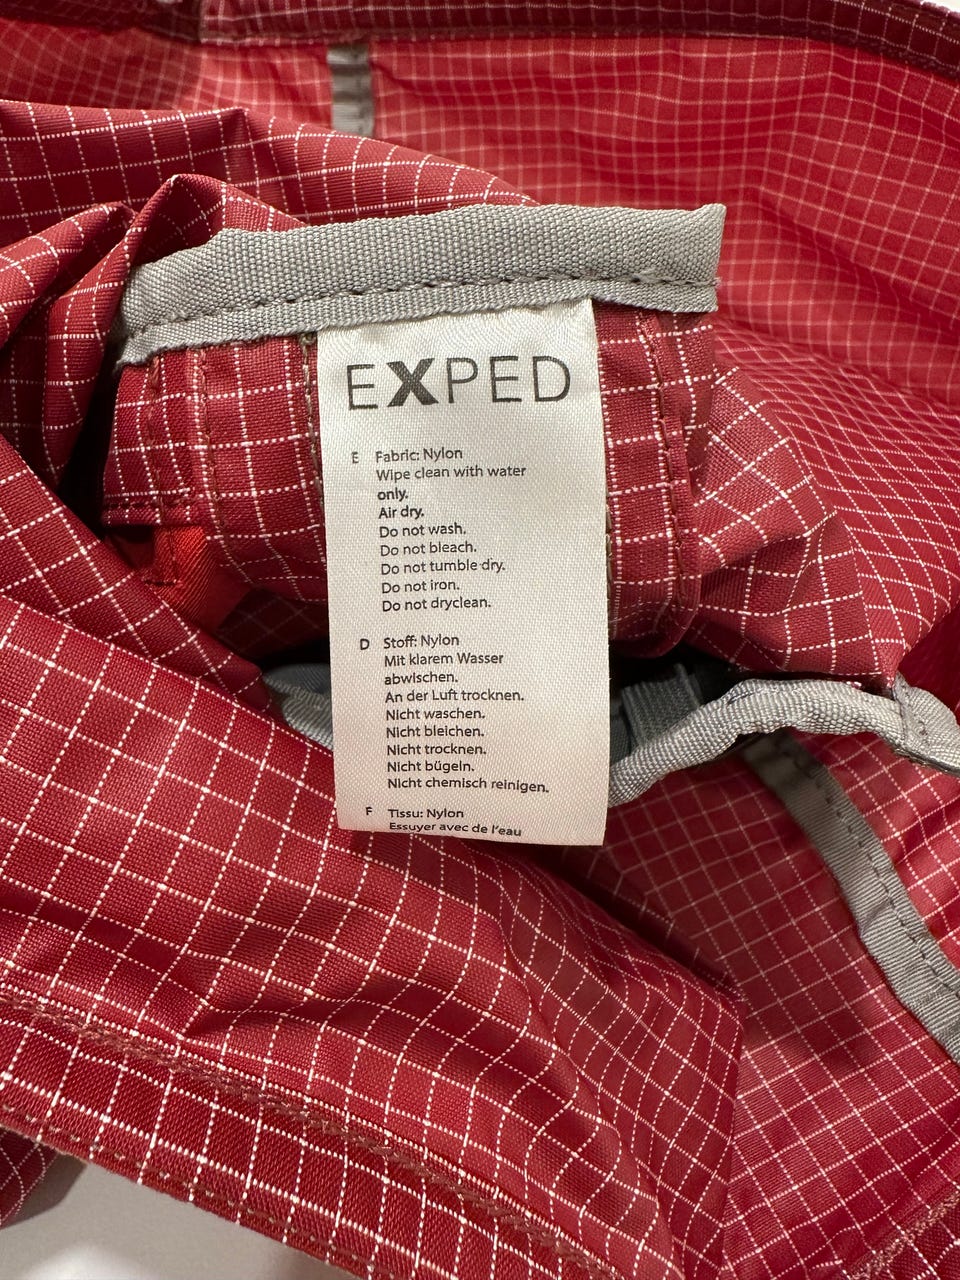 EXPED
E Fabric: Nylon
Wipe clean with water
only.
Air dry.
Do not wash.
Do not bleach.
Do not tumble dry.
Do not iron.
Do not dryclean.
D Stoff: Nylon
Mit klarem Wasser
abwischen.
An der Luft trocknen.
Nicht waschen.
Nicht bleichen.
Nicht trocknen.
Nicht bügeln.
Nicht chemisch reinigen.
F Tissu: Nylon
Essuyer avec de l'eau